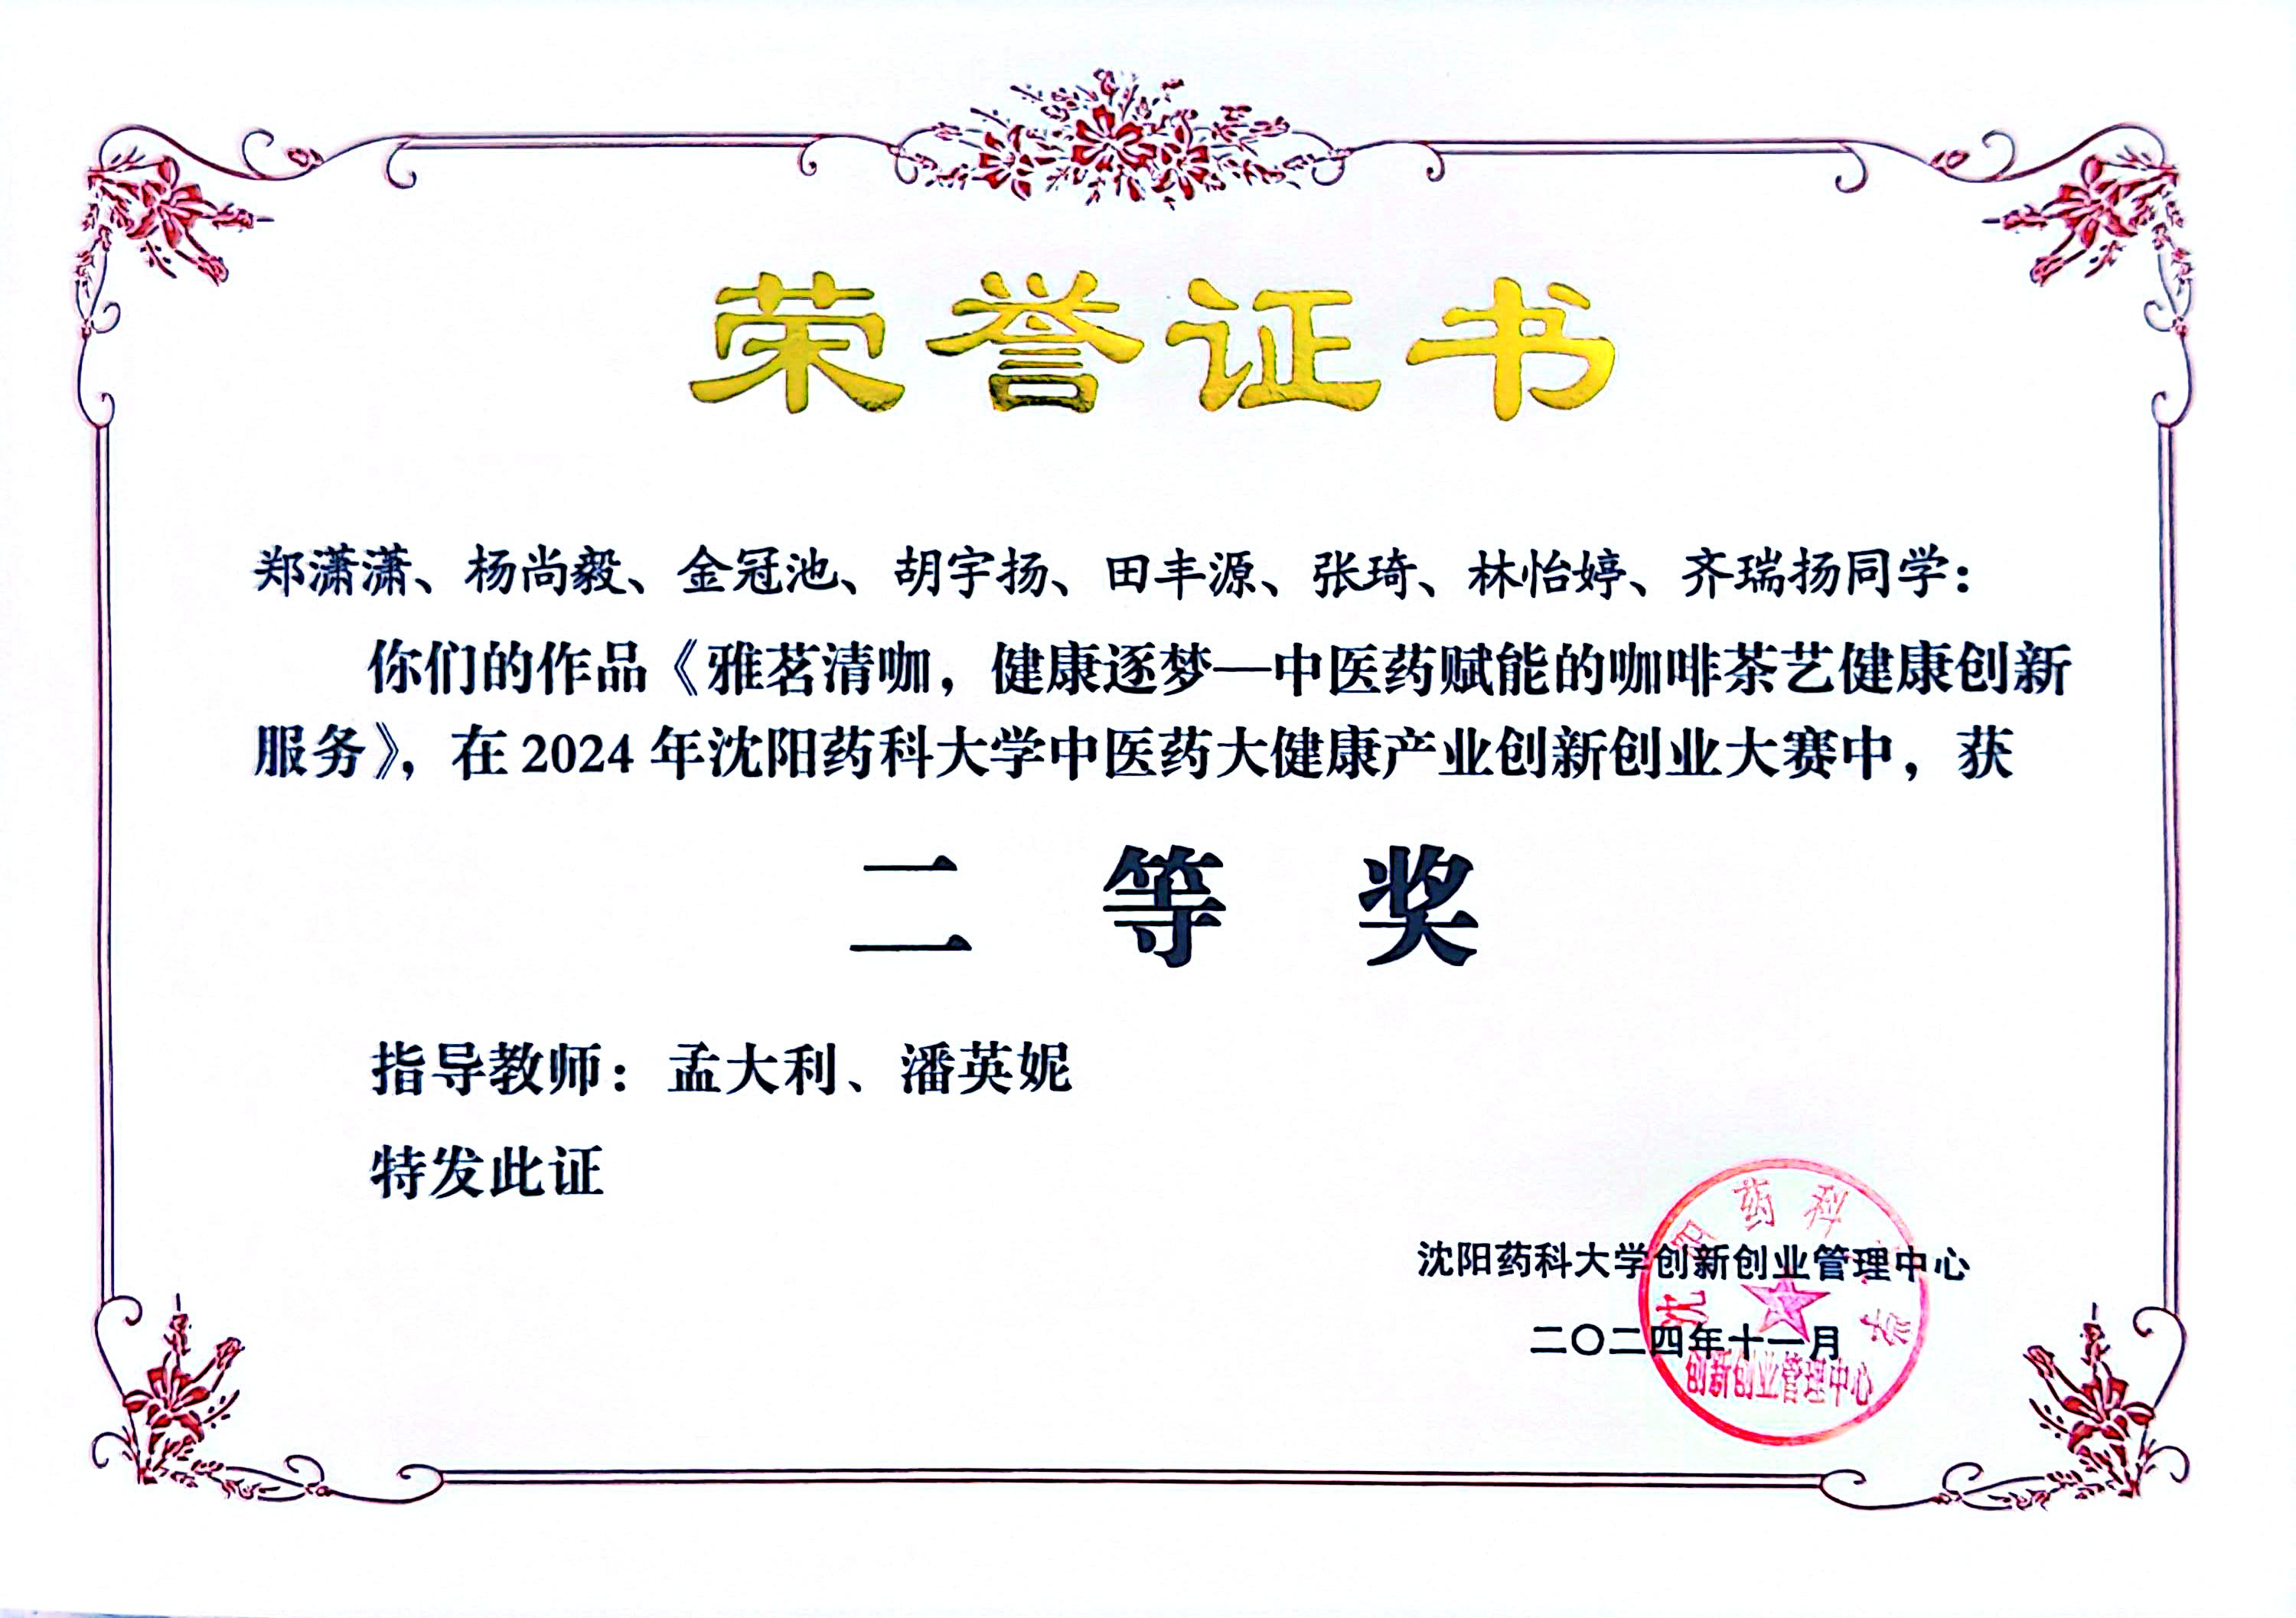 荣誉证书
郑潇潇、杨尚毅、金冠池、胡宇扬、田丰源、张琦、林怡婷、齐瑞扬同学：
你们的作品《雅茗清咖，健康逐梦—中医药赋能的咖啡茶艺健康创新
服务》，在2024年沈阳药科大学中医药大健康产业创新创业大赛中，获
二等奖
指导教师：孟大利、潘英妮
特发此证
沈阳药科大学创新创业管理中心
二〇二四年十一月
沈阳药科大学
创新创业管理中心